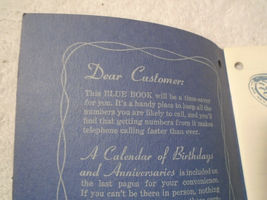 Dear Customer:
This BLUE BOOK will be a time-saver
for you. It's a handy place to keep all the
numbers you are likely to call, and you'll
find that getting numbers from it makes
telephone calling faster than ever.
A Calendar of Birthdays
and Anniversaries is included on
the last pages for your convenience.
If you can't be there in person, nothing